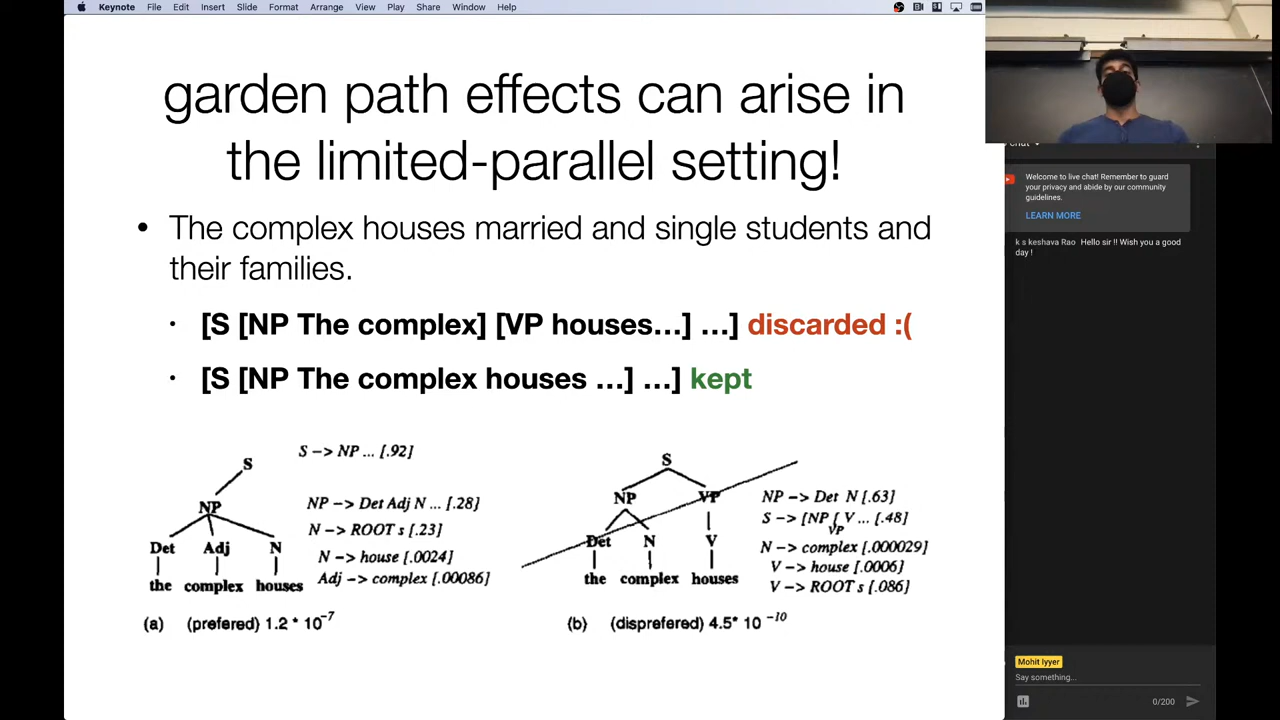 Keynote File Edit Insert Slide Format Arrange View Play Share Window Help
garden path effects can arise in
the limited-parallel setting!
• The complex houses married and single students and
their families.
• [S [NP The complex] [VP houses...] ...] discarded :(
• [S [NP The complex houses ...] ...] kept
S
NP
Det Adj N
the complex houses
S -> NP ... [.92]
NP -> Det Adj N ... [.28]
N -> ROOT s [.23]
N -> house [.0024]
Adj -> complex [.00086]
(a) (prefered) 1.2 * 10⁻⁷
S
NP VP
Det N V
the complex houses
NP -> Det N [.63]
S -> [NP [VP V ... [.48]
N -> complex [.000029]
V -> house [.0006]
V -> ROOT s [.086]
(b) (disprefered) 4.5* 10⁻¹⁰
Welcome to live chat! Remember to guard
your privacy and abide by our community
guidelines.
LEARN MORE
k s keshava Rao Hello sir !! Wish you a good
day !
Mohit Iyyer
Say something...
0/200